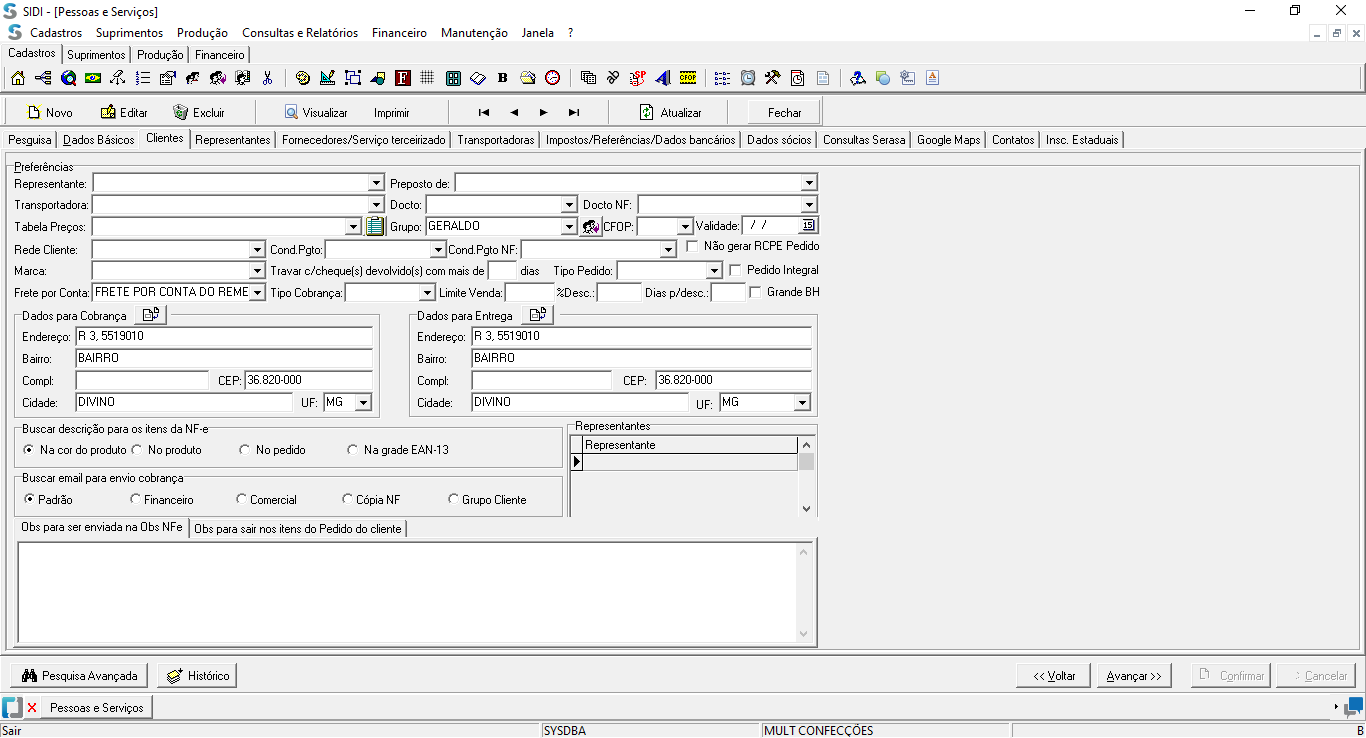 SIDI - [Pessoas e Serviços]
Cadastros Suprimentos Produção Consultas e Relatórios Financeiro Manutenção Janela ?
Cadastros Suprimentos Produção Financeiro
Novo Editar Excluir Visualizar Imprimir Atualizar Fechar
Pesquisa Dados Básicos Clientes Representantes Fornecedores/Serviço terceirizado Transportadoras Impostos/Referências/Dados bancários Dados sócios Consultas Serasa Google Maps Contatos Insc. Estaduais
Preferências
Representante: Preposto de:
Transportadora: Docto: Docto NF:
Tabela Preços: Grupo: GERALDO CFOP: Validade: / / 15
Rede Cliente: Cond.Pgto: Cond.Pgto NF: Não gerar RCPE Pedido
Marca: Travar c/cheque(s) devolvido(s) com mais de dias Tipo Pedido: Pedido Integral
Frete por Conta: FRETE POR CONTA DO REME Tipo Cobrança: Limite Venda: %Desc.: Dias p/desc.: Grande BH
Dados para Cobrança Dados para Entrega
Endereço: R 3, 5519010 Endereço: R 3, 5519010
Bairro: BAIRRO Bairro: BAIRRO
Compl: CEP: 36.820-000 Compl: CEP: 36.820-000
Cidade: DIVINO UF: MG Cidade: DIVINO UF: MG
Buscar descrição para os itens da NF-e Representantes
Na cor do produto No produto No pedido Na grade EAN-13 Representante
Buscar email para envio cobrança
Padrão Financeiro Comercial Cópia NF Grupo Cliente
Obs para ser enviada na Obs NFe Obs para sair nos itens do Pedido do cliente
Pesquisa Avançada Histórico << Voltar Avançar >> Confirmar Cancelar
Pessoas e Serviços
Sair SYSDBA MULT CONFECÇÕES B